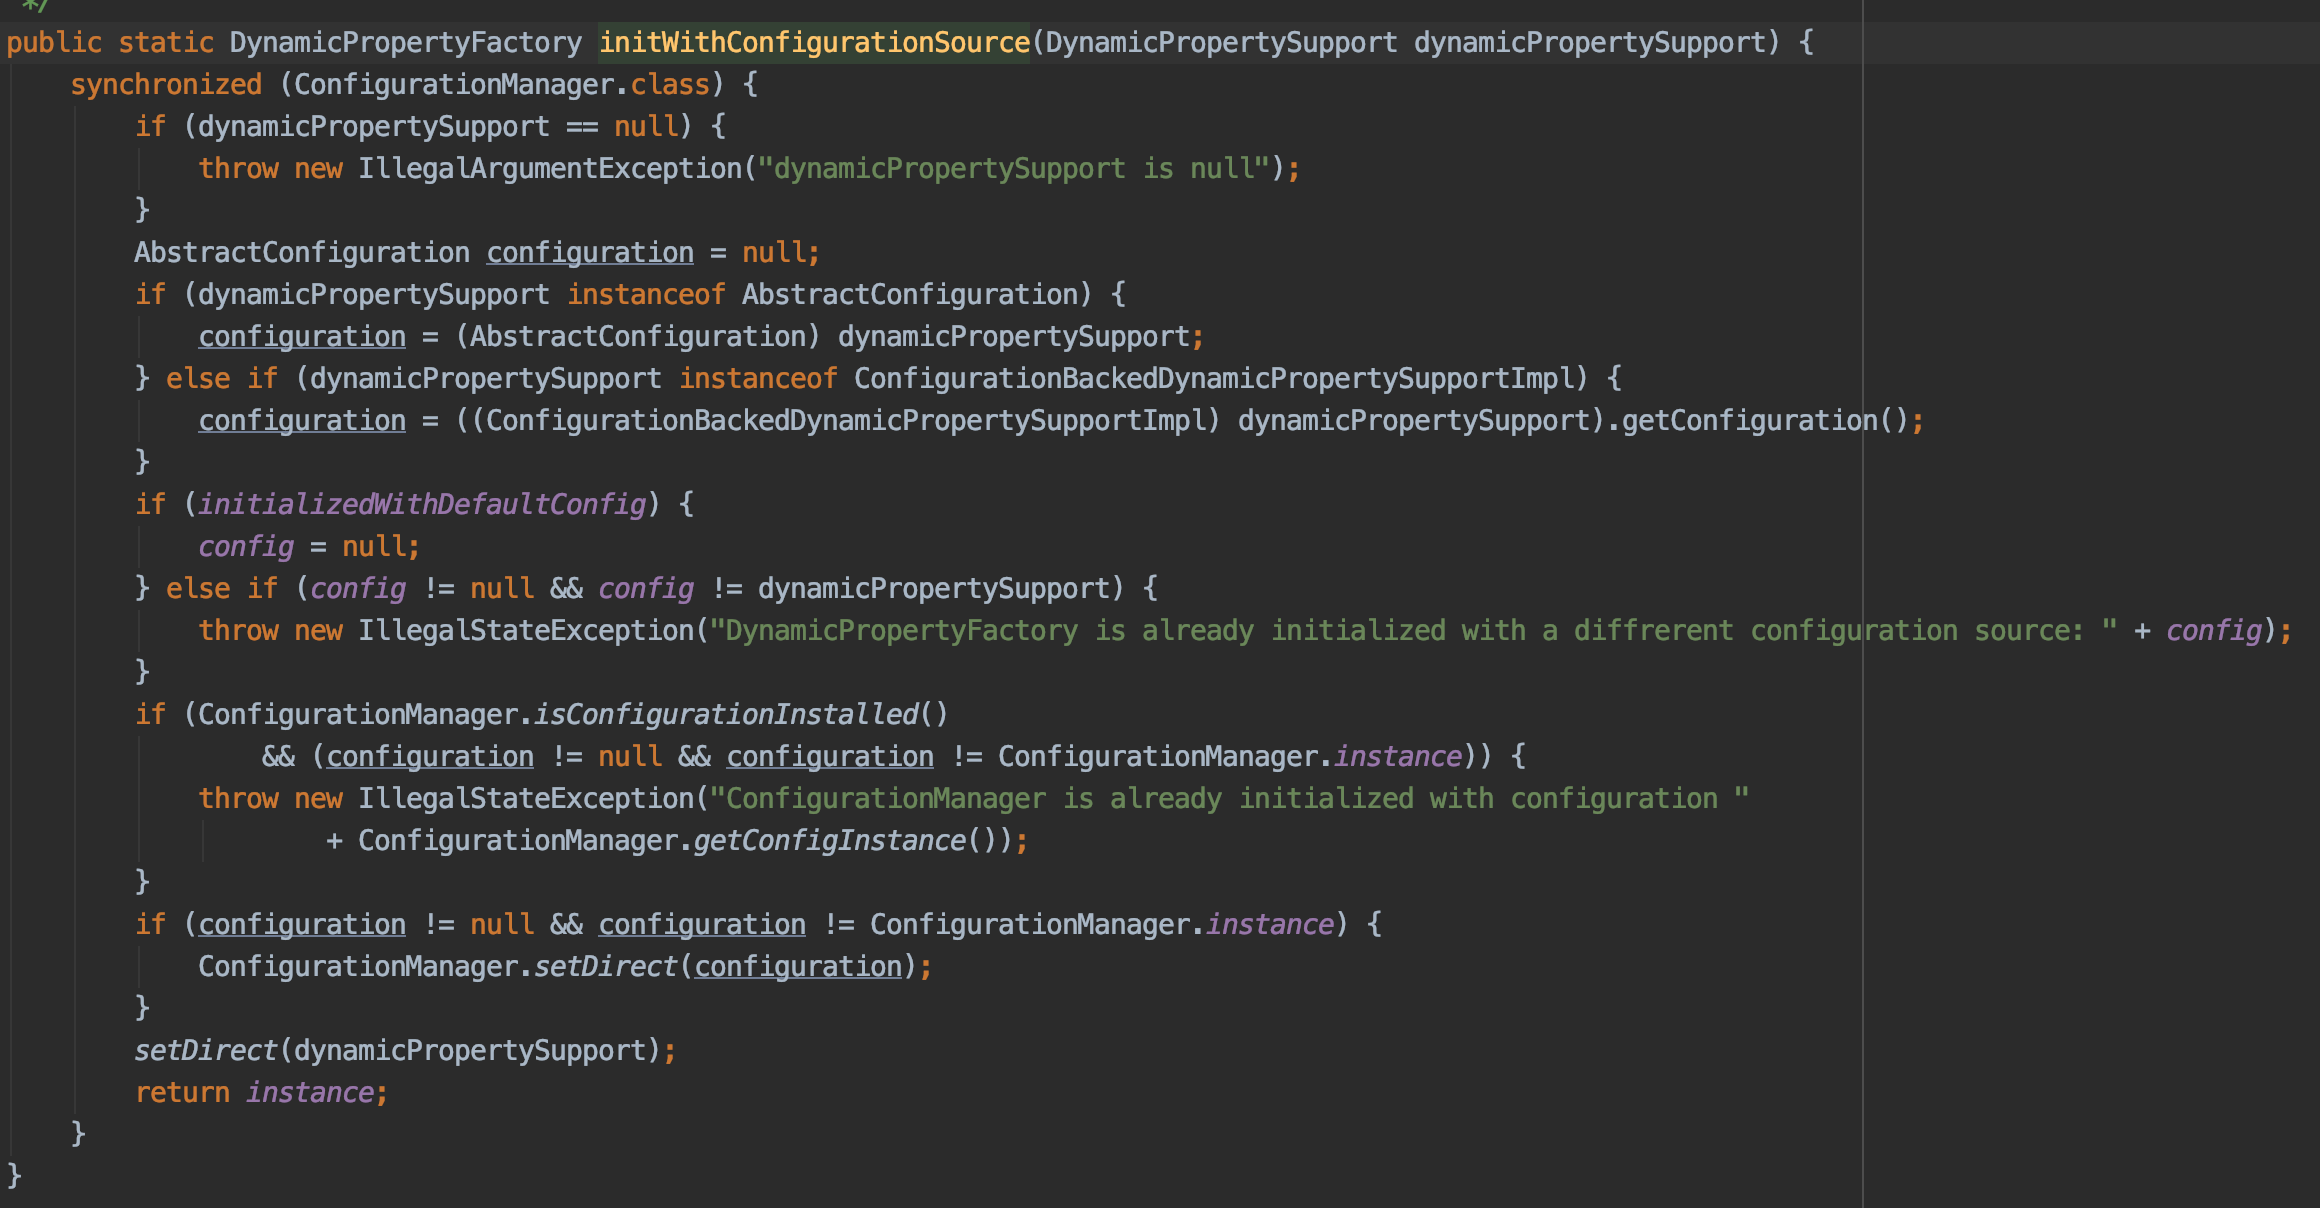 */
public static DynamicPropertyFactory initWithConfigurationSource(DynamicPropertySupport dynamicPropertySupport) {
synchronized (ConfigurationManager.class) {
if (dynamicPropertySupport == null) {
throw new IllegalArgumentException("dynamicPropertySupport is null");
}
AbstractConfiguration configuration = null;
if (dynamicPropertySupport instanceof AbstractConfiguration) {
configuration = (AbstractConfiguration) dynamicPropertySupport;
} else if (dynamicPropertySupport instanceof ConfigurationBackedDynamicPropertySupportImpl) {
configuration = ((ConfigurationBackedDynamicPropertySupportImpl) dynamicPropertySupport).getConfiguration();
}
if (initializedWithDefaultConfig) {
config = null;
} else if (config != null && config != dynamicPropertySupport) {
throw new IllegalStateException("DynamicPropertyFactory is already initialized with a diffrerent configuration source: " + config);
}
if (ConfigurationManager.isConfigurationInstalled()
&& (configuration != null && configuration != ConfigurationManager.instance)) {
throw new IllegalStateException("ConfigurationManager is already initialized with configuration "
+ ConfigurationManager.getConfigInstance());
}
if (configuration != null && configuration != ConfigurationManager.instance) {
ConfigurationManager.setDirect(configuration);
}
setDirect(dynamicPropertySupport);
return instance;
}
}